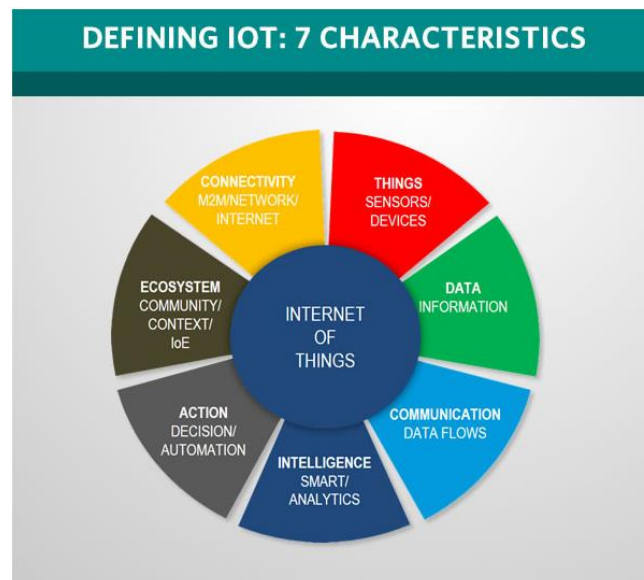 DEFINING IOT: 7 CHARACTERISTICS
CONNECTIVITY
M2M/NETWORK/
INTERNET
THINGS
SENSORS/
DEVICES
DATA
INFORMATION
COMMUNICATION
DATA FLOWS
INTELLIGENCE
SMART/
ANALYTICS
ACTION
DECISION/
AUTOMATION
ECOSYSTEM
COMMUNITY/
CONTEXT/
IoE
INTERNET
OF
THINGS